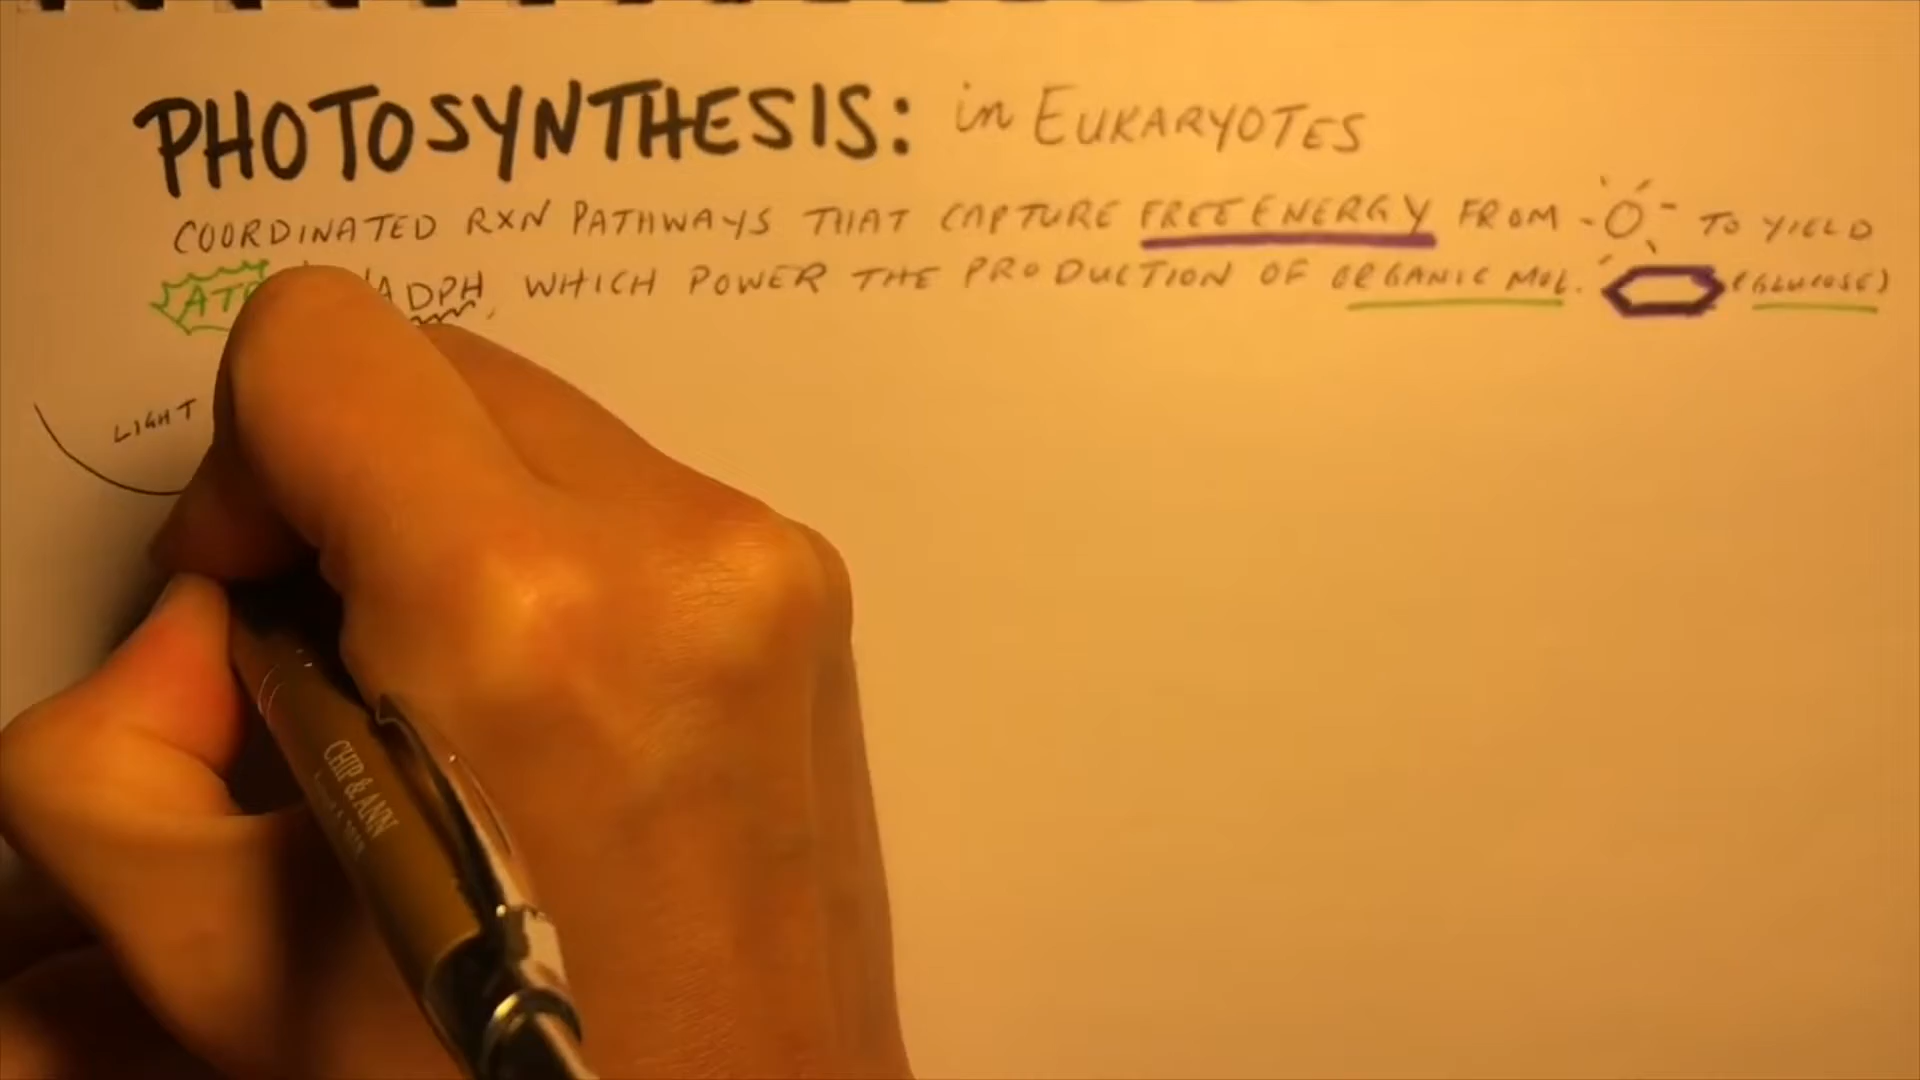 PHOTOSYNTHESIS: in EUKARYOTES
COORDINATED RXN PATHWAYS THAT CAPTURE FREE ENERGY FROM TO YIELD
ADPH, WHICH POWER THE PRODUCTION OF ORGANIC MOL. (GLUCOSE)
LIGHT
CHIP & ANN